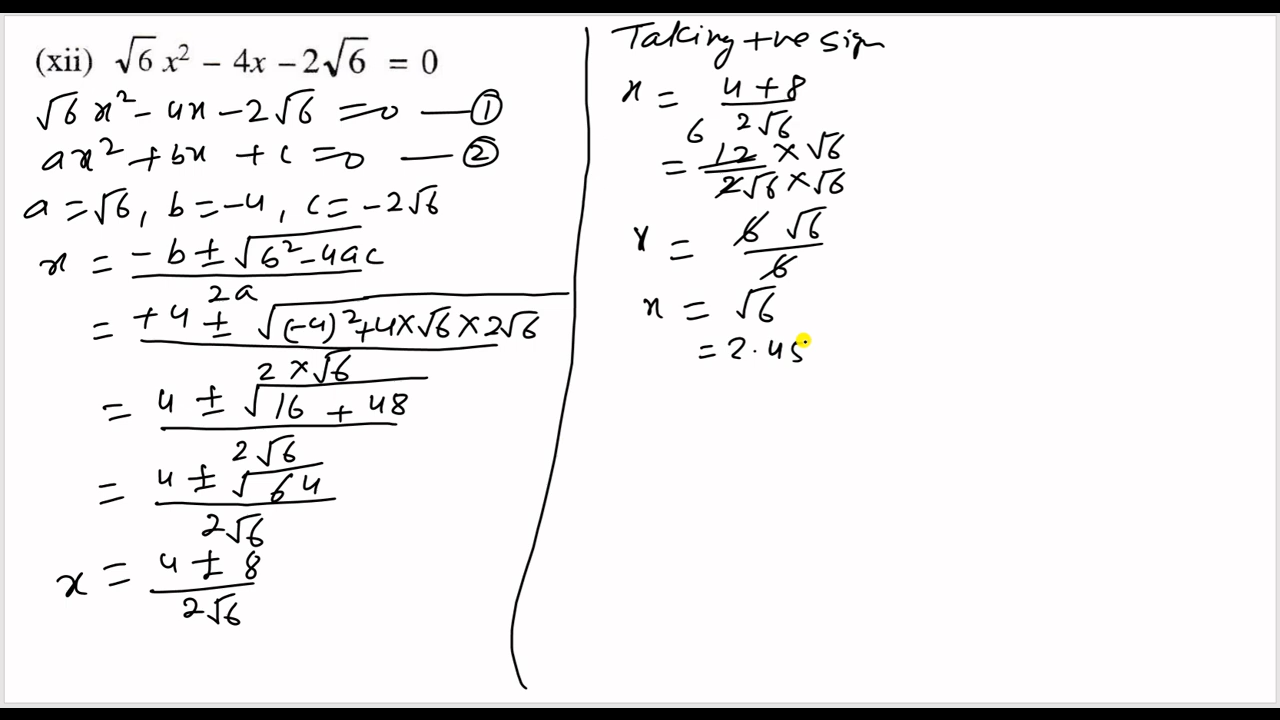 (xii) √6 x² − 4x − 2√6 = 0
√6 x² − 4x − 2√6 = 0 — ①
ax² + bx + c = 0 — ②
a = √6, b = −4, c = −2√6
x = (−b ± √(b² − 4ac)) / 2a
= (+4 ± √((−4)² + 4×√6×2√6)) / (2×√6)
= (4 ± √(16 + 48)) / 2√6
= (4 ± √64) / 2√6
x = (4 ± 8) / 2√6
Taking +ve sign
x = (4 + 8) / 2√6
6
= (12 × √6) / (2√6 × √6)
x = 6√6 / 6
x = √6
= 2.45